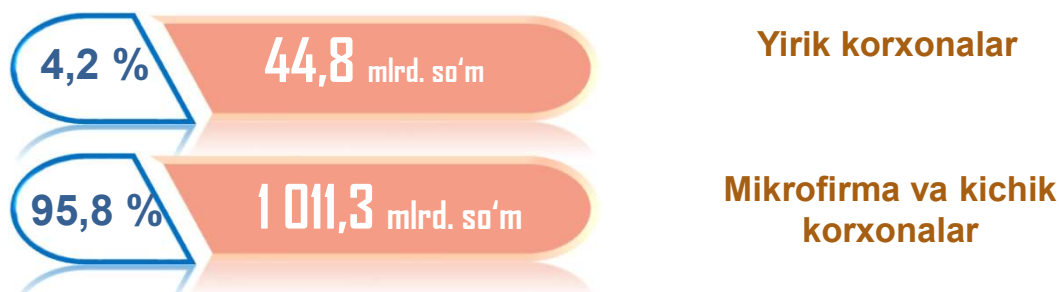 4,2 % 44,8 mlrd. so‘m Yirik korxonalar
95,8 % 1 011,3 mlrd. so‘m Mikrofirma va kichik
korxonalar